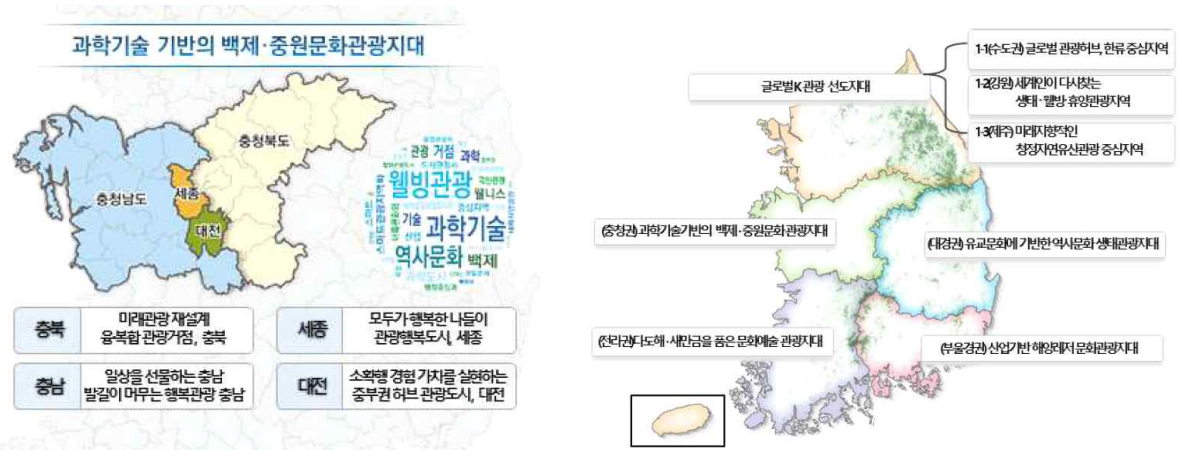 과학기술 기반의 백제·중원문화관광지대
충청북도
세종
충청남도
대전
관광 거점 과학
웰빙관광
국민관광
웰니스
중심지역
기술
과학기술
산업
역사문화 백제
과학도시
충북
미래관광 재설계
융복합 관광거점, 충북
세종
모두가 행복한 나들이
관광행복도시, 세종
충남
일상을 선물하는 충남
발길이 머무는 행복관광 충남
대전
소확행 경험 가치를 실현하는
중부권 허브 관광도시, 대전
글로벌 K관광 선도지대
1-1(수도권) 글로벌 관광허브, 한류 중심지역
1-2(강원) 세계인이 다시찾는
생태·웰빙·휴양관광지역
1-3(제주) 미래지향적인
청정자연유산관광 중심지역
(충청권) 과학기술기반의 백제·중원문화 관광지대
(대경권) 유교문화에 기반한 역사문화 생태관광지대
(전라권)다도해·새만금을 품은 문화예술 관광지대
(부울경권) 산업기반 해양레저 문화관광지대